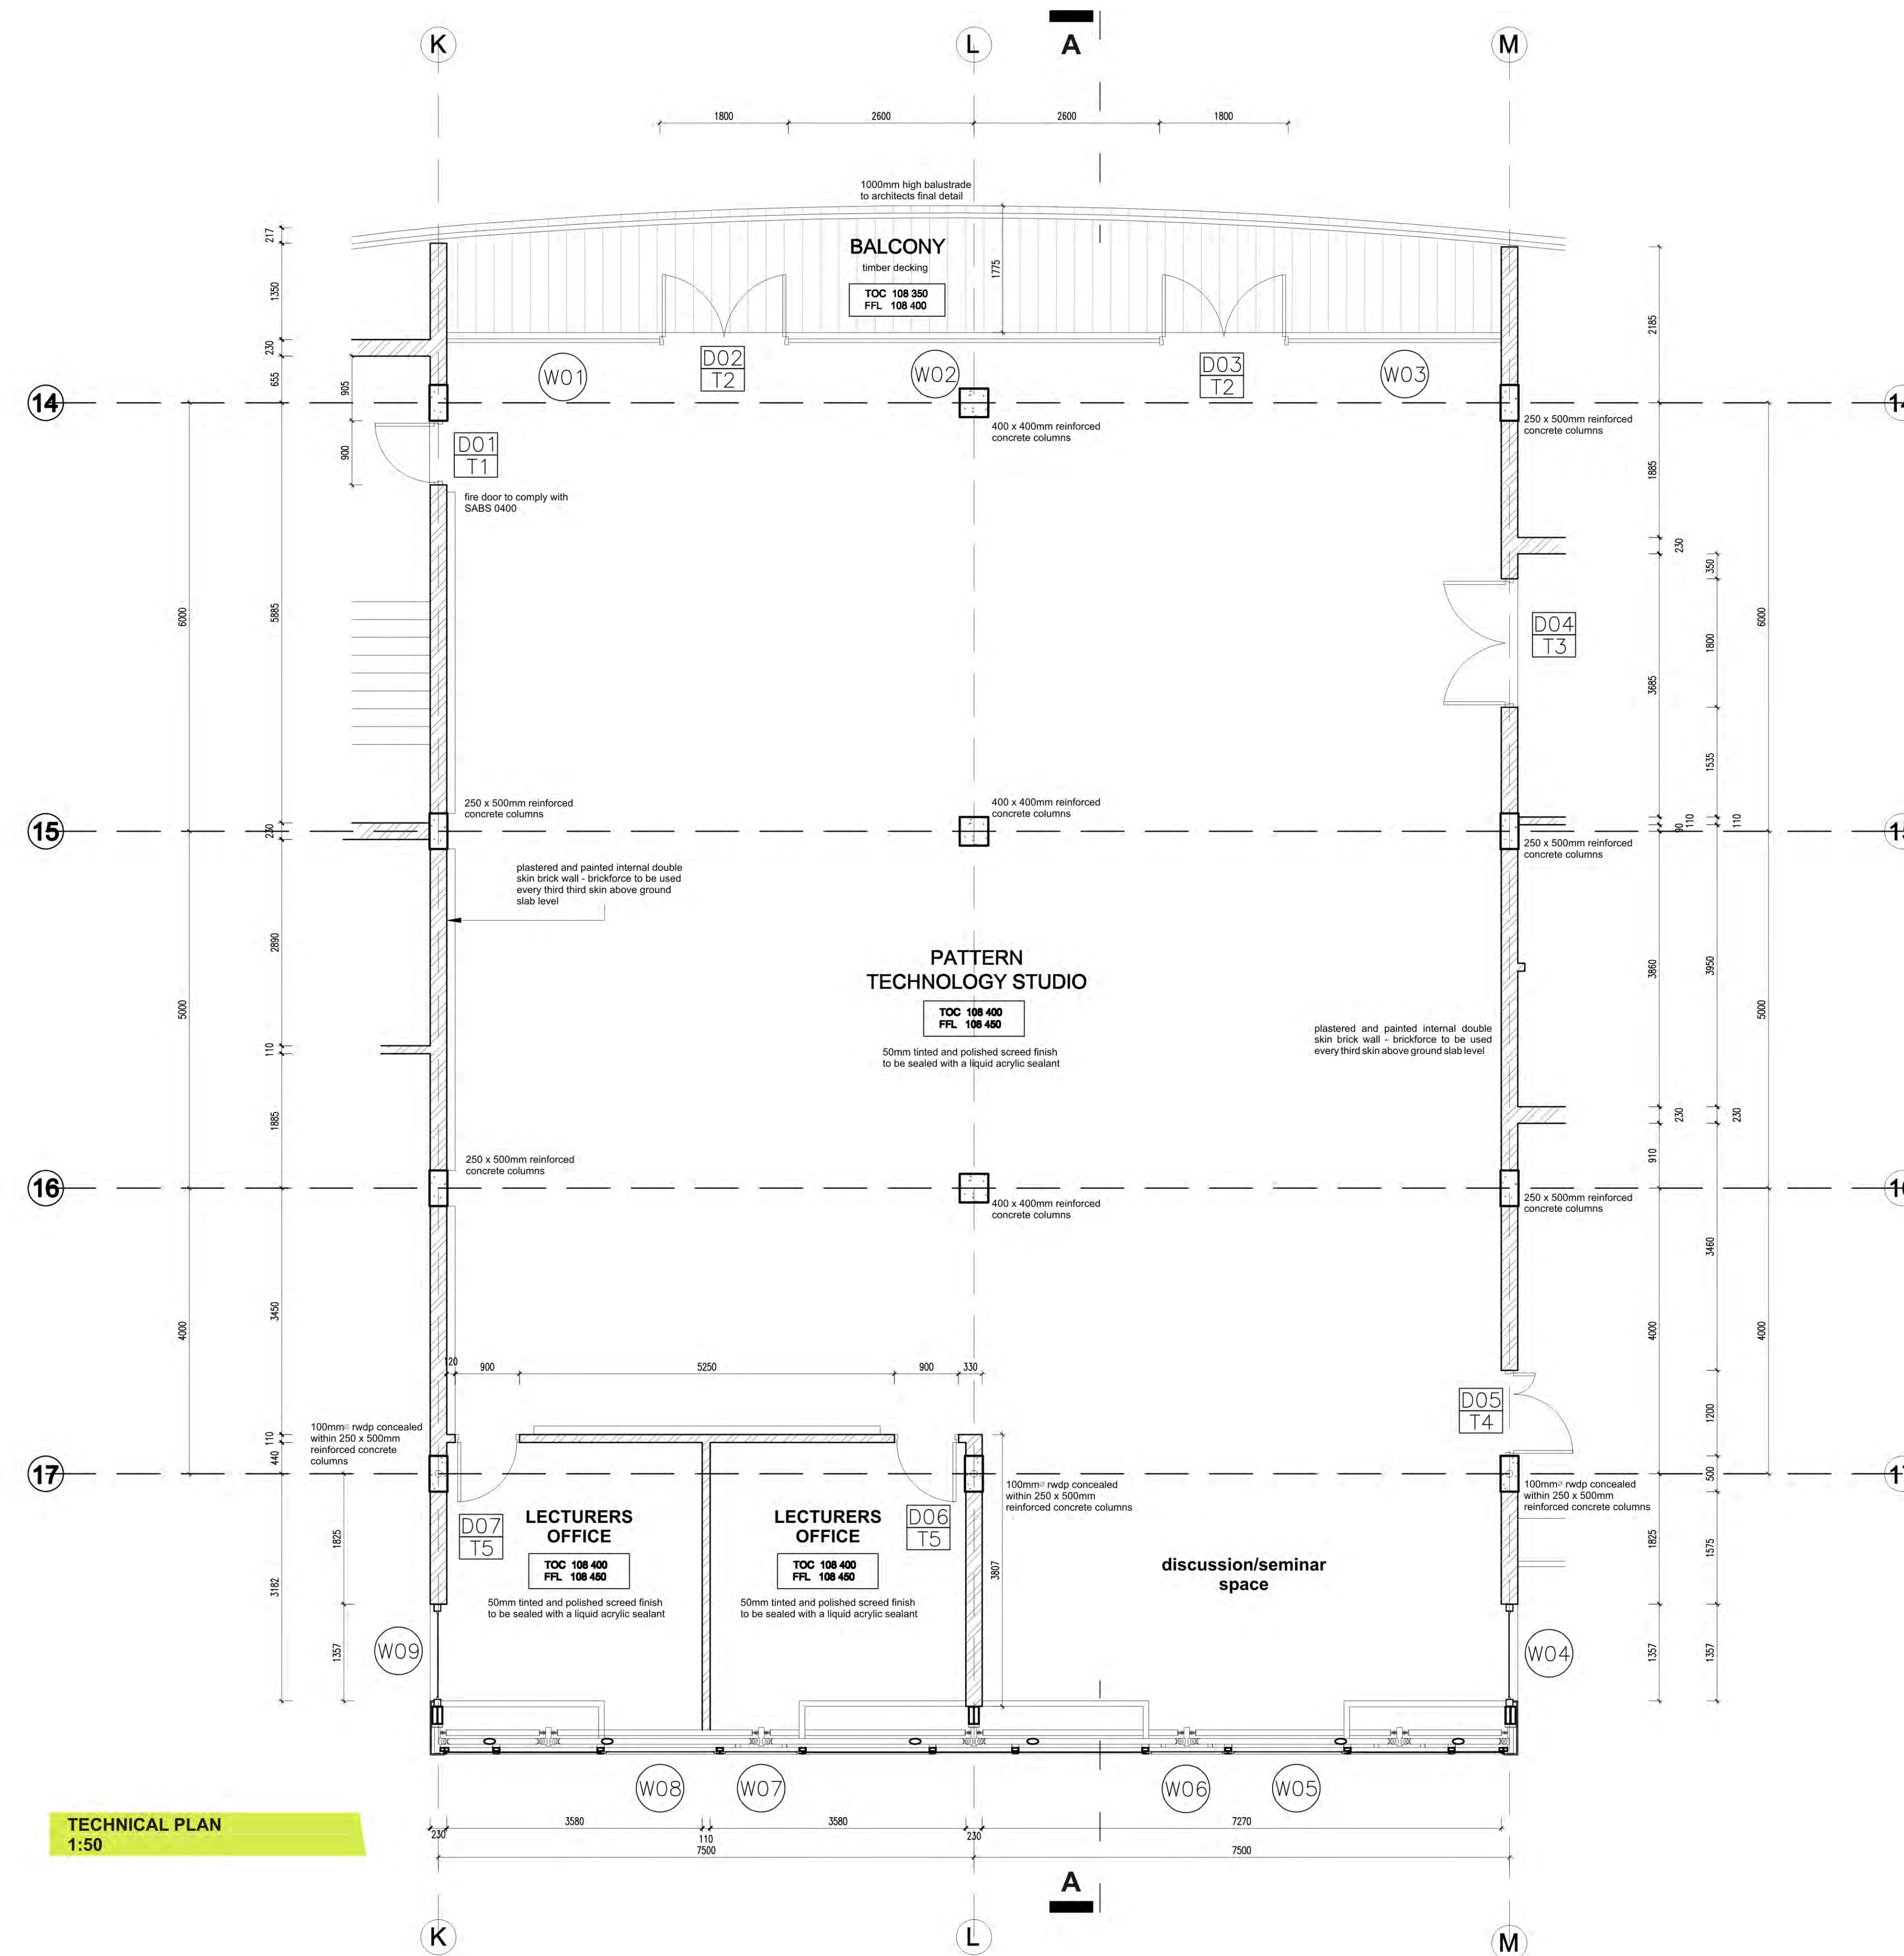 K
L
A
M
1800
2600
2600
1800
1000mm high balustrade
to architects final detail
217
1350
230
655
905
900
BALCONY
timber decking
TOC 108 350
FFL 108 400
1775
2185
W01
D02
T2
W02
D03
T2
W03
14
14
D01
T1
400 x 400mm reinforced
concrete columns
250 x 500mm reinforced
concrete columns
fire door to comply with
SABS 0400
1885
230
350
6000
5885
D04
T3
3685
1800
6000
1535
250 x 500mm reinforced
concrete columns
400 x 400mm reinforced
concrete columns
15
230
90
110
110
250 x 500mm reinforced
concrete columns
plastered and painted internal double
skin brick wall - brickforce to be used
every third third skin above ground
slab level
2890
5000
110
1885
PATTERN
TECHNOLOGY STUDIO
TOC 108 400
FFL 108 450
50mm tinted and polished screed finish
to be sealed with a liquid acrylic sealant
plastered and painted internal double
skin brick wall - brickforce to be used
every third skin above ground slab level
3860
3950
5000
230
230
910
250 x 500mm reinforced
concrete columns
16
400 x 400mm reinforced
concrete columns
250 x 500mm reinforced
concrete columns
4000
3450
3460
4000
4000
120
900
5250
900
330
D05
T4
1200
110
440
100mm⌀ rwdp concealed
within 250 x 500mm
reinforced concrete
columns
17
500
100mm⌀ rwdp concealed
within 250 x 500mm
reinforced concrete columns
100mm⌀ rwdp concealed
within 250 x 500mm
reinforced concrete columns
D07
T5
LECTURERS
OFFICE
TOC 108 400
FFL 108 450
50mm tinted and polished screed finish
to be sealed with a liquid acrylic sealant
LECTURERS
OFFICE
TOC 108 400
FFL 108 450
50mm tinted and polished screed finish
to be sealed with a liquid acrylic sealant
D06
T5
3807
discussion/seminar
space
1825
3182
1357
1825
1575
1357
1357
W09
W04
W08
W07
W06
W05
TECHNICAL PLAN
1:50
230
3580
110
3580
230
7270
7500
7500
A
K
L
M